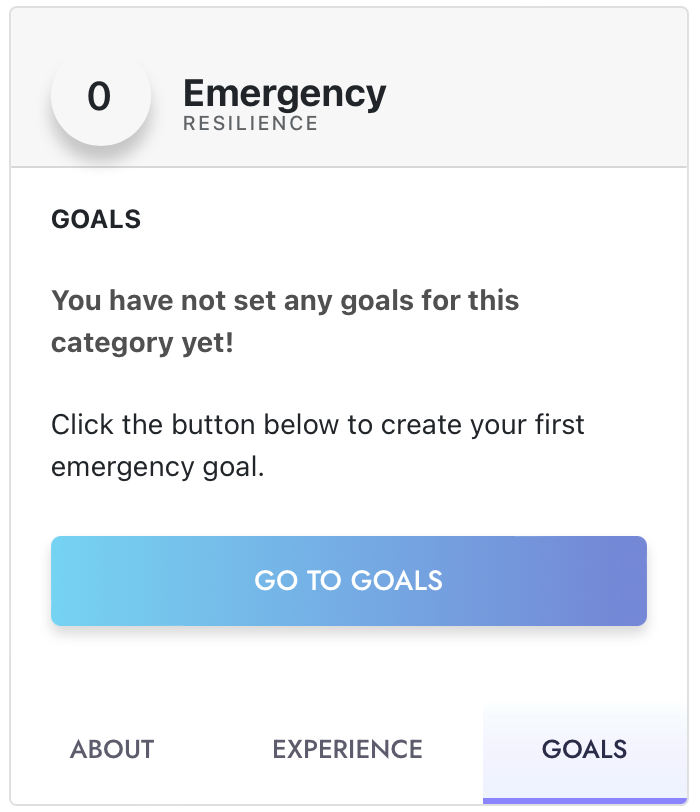 0
Emergency
RESILIENCE
GOALS
You have not set any goals for this
category yet!
Click the button below to create your first
emergency goal.
GO TO GOALS
ABOUT
EXPERIENCE
GOALS